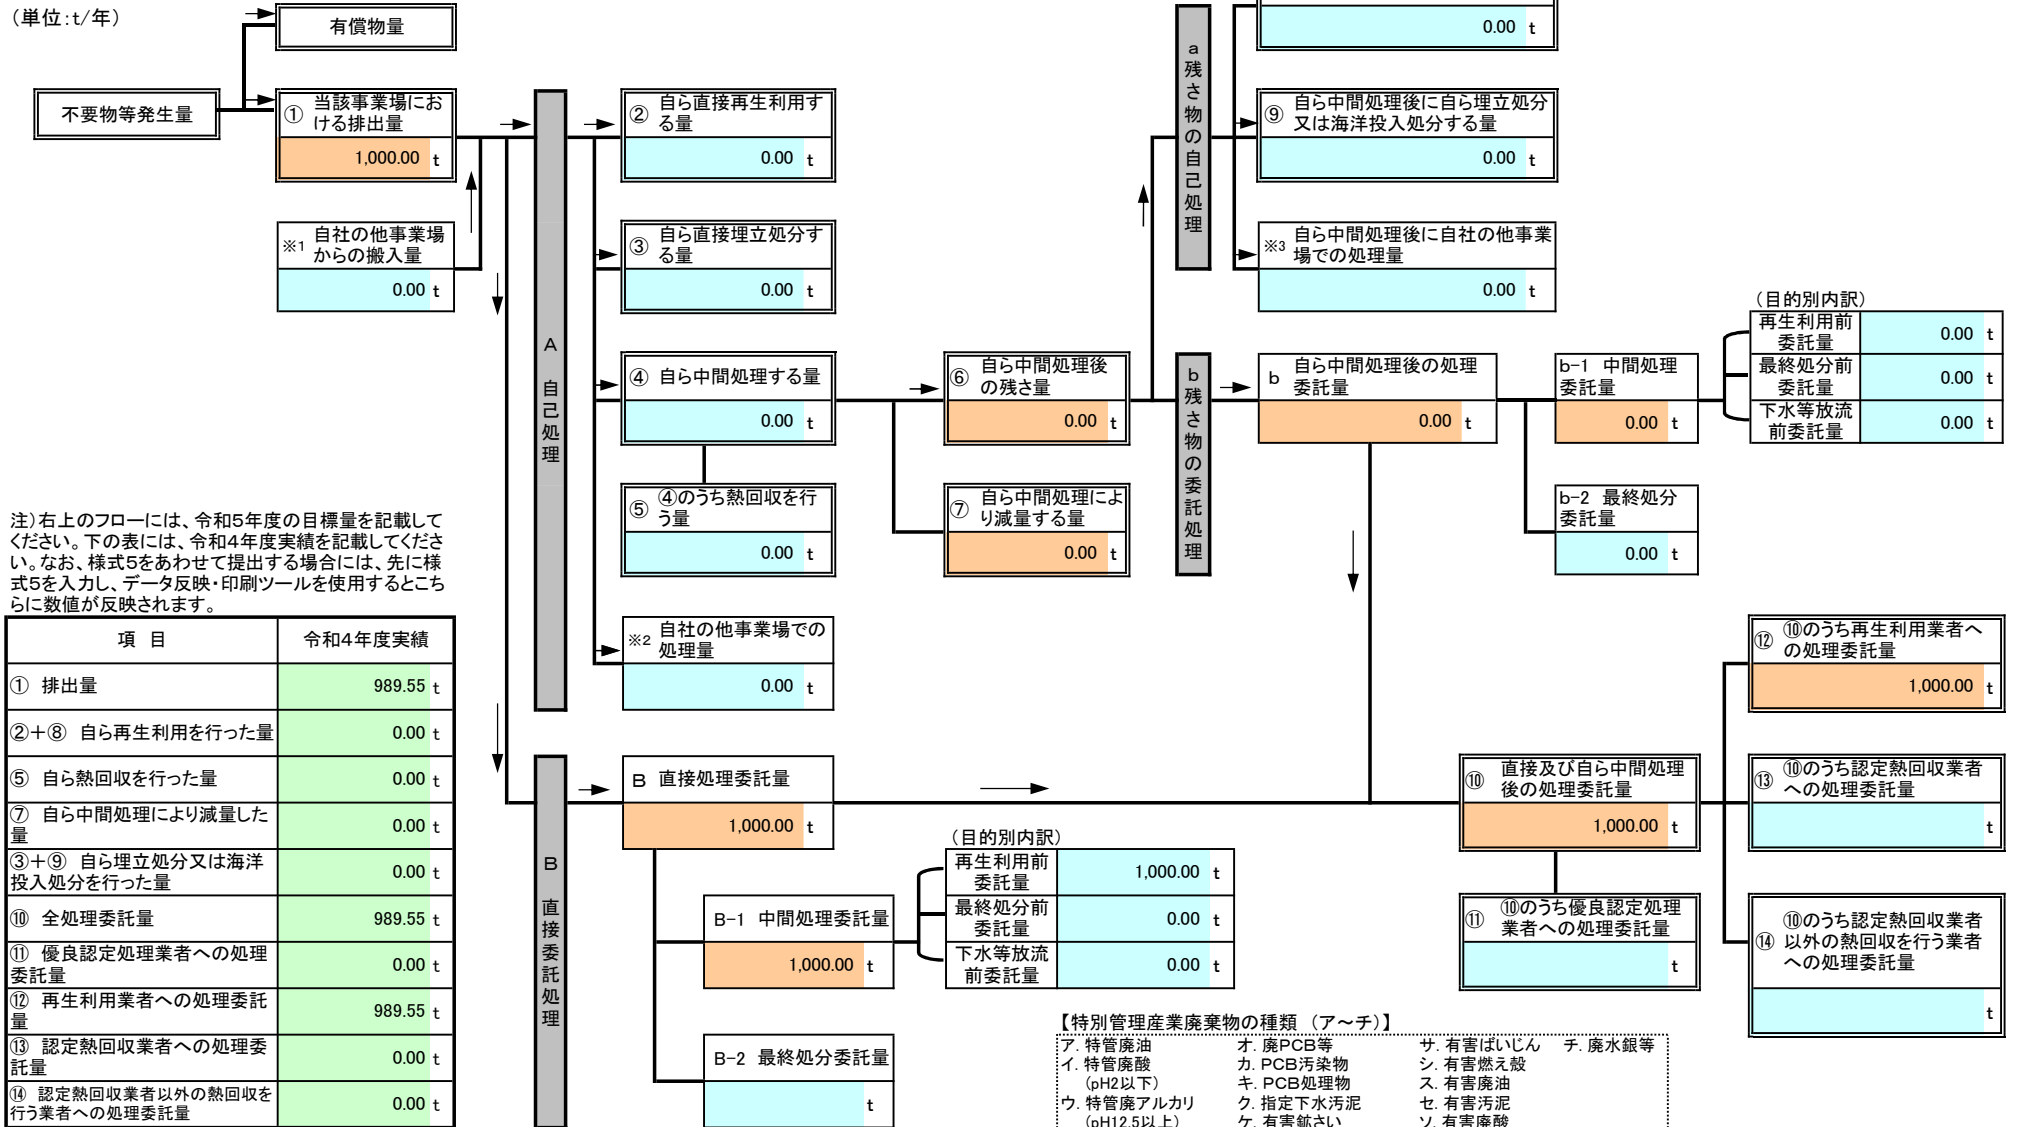 （単位：t/年）
有償物量
不要物等発生量
① 当該事業場にお
ける排出量
1,000.00 t
※1 自社の他事業場
からの搬入量
0.00 t
A 自己処理
② 自ら直接再生利用す
る量
0.00 t
③ 自ら直接埋立処分す
る量
0.00 t
④ 自ら中間処理する量
0.00 t
⑤ ④のうち熱回収を行
う量
0.00 t
※2 自社の他事業場での
処理量
0.00 t
⑥ 自ら中間処理後
の残さ量
0.00 t
⑦ 自ら中間処理によ
り減量する量
0.00 t
a 残さ物の自己処理
0.00 t
⑨ 自ら中間処理後に自ら埋立処分
又は海洋投入処分する量
0.00 t
※3 自ら中間処理後に自社の他事業
場での処理量
0.00 t
b 残さ物の委託処理
b 自ら中間処理後の処理
委託量
0.00 t
b-1 中間処理
委託量
0.00 t
b-2 最終処分
委託量
0.00 t
（目的別内訳）
再生利用前
委託量
0.00 t
最終処分前
委託量
0.00 t
下水等放流
前委託量
0.00 t
注）右上のフローには、令和5年度の目標量を記載して
ください。下の表には、令和4年度実績を記載してくださ
い。なお、様式5をあわせて提出する場合には、先に様
式5を入力し、データ反映・印刷ツールを使用するとこち
らに数値が反映されます。
項 目 令和4年度実績
① 排出量 989.55 t
②＋⑧ 自ら再生利用を行った量 0.00 t
⑤ 自ら熱回収を行った量 0.00 t
⑦ 自ら中間処理により減量した
量 0.00 t
③＋⑨ 自ら埋立処分又は海洋
投入処分を行った量 0.00 t
⑩ 全処理委託量 989.55 t
⑪ 優良認定処理業者への処理
委託量 0.00 t
⑫ 再生利用業者への処理委託
量 989.55 t
⑬ 認定熱回収業者への処理委
託量 0.00 t
⑭ 認定熱回収業者以外の熱回収を
行う業者への処理委託量 0.00 t
B 直接委託処理
B 直接処理委託量
1,000.00 t
B-1 中間処理委託量
1,000.00 t
B-2 最終処分委託量
t
（目的別内訳）
再生利用前
委託量
1,000.00 t
最終処分前
委託量
0.00 t
下水等放流
前委託量
0.00 t
⑩ 直接及び自ら中間処理
後の処理委託量
1,000.00 t
⑪ ⑩のうち優良認定処理
業者への処理委託量
t
⑫ ⑩のうち再生利用業者へ
の処理委託量
1,000.00 t
⑬ ⑩のうち認定熱回収業者
への処理委託量
t
⑭ ⑩のうち認定熱回収業者
以外の熱回収を行う業者
への処理委託量
t
【特別管理産業廃棄物の種類 （ア～チ）】
ア. 特管廃油 オ. 廃PCB等 サ. 有害ばいじん チ. 廃水銀等
イ. 特管廃酸 カ. PCB汚染物 シ. 有害燃え殻
（pH2以下） キ. PCB処理物 ス. 有害廃油
ウ. 特管廃アルカリ ク. 指定下水汚泥 セ. 有害汚泥
（pH12.5以上） ケ. 有害鉱さい ソ. 有害廃酸